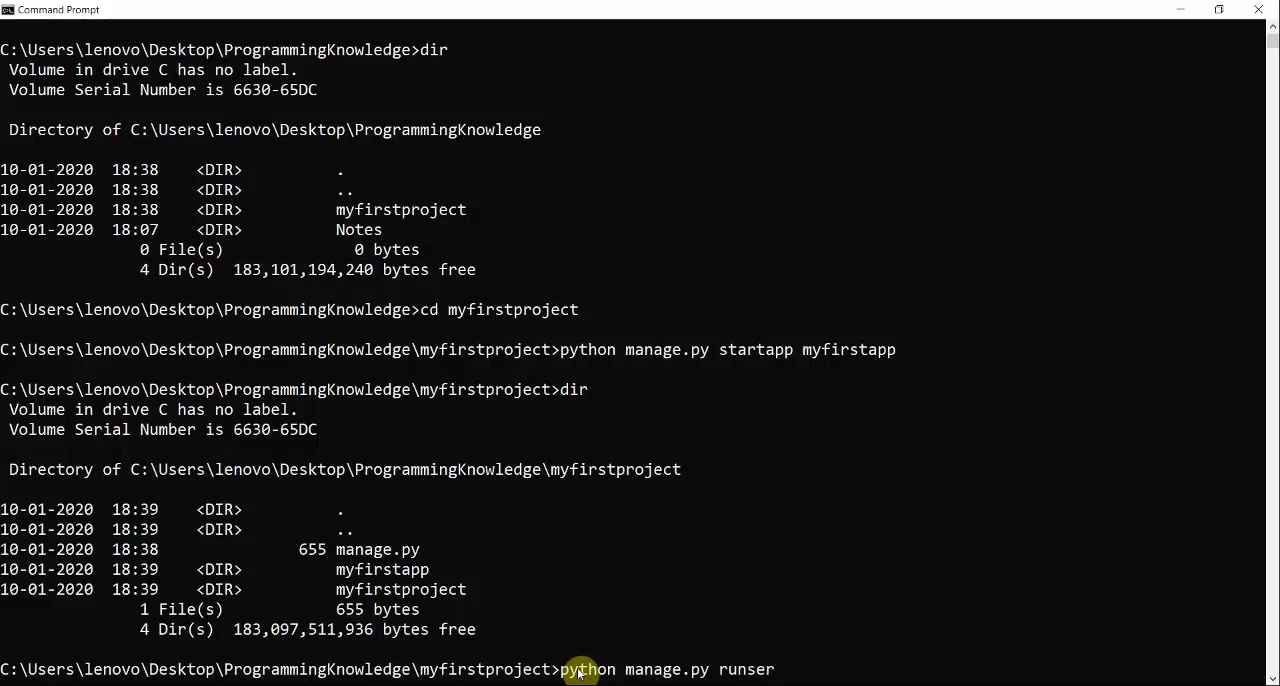 Command Prompt
C:\Users\lenovo\Desktop\ProgrammingKnowledge>dir
Volume in drive C has no label.
Volume Serial Number is 6630-65DC
Directory of C:\Users\lenovo\Desktop\ProgrammingKnowledge
10-01-2020 18:38 <DIR> .
10-01-2020 18:38 <DIR> ..
10-01-2020 18:38 <DIR> myfirstproject
10-01-2020 18:07 <DIR> Notes
0 File(s) 0 bytes
4 Dir(s) 183,101,194,240 bytes free
C:\Users\lenovo\Desktop\ProgrammingKnowledge>cd myfirstproject
C:\Users\lenovo\Desktop\ProgrammingKnowledge\myfirstproject>python manage.py startapp myfirstapp
C:\Users\lenovo\Desktop\ProgrammingKnowledge\myfirstproject>dir
Volume in drive C has no label.
Volume Serial Number is 6630-65DC
Directory of C:\Users\lenovo\Desktop\ProgrammingKnowledge\myfirstproject
10-01-2020 18:39 <DIR> .
10-01-2020 18:39 <DIR> ..
10-01-2020 18:38 655 manage.py
10-01-2020 18:39 <DIR> myfirstapp
10-01-2020 18:39 <DIR> myfirstproject
1 File(s) 655 bytes
4 Dir(s) 183,097,511,936 bytes free
C:\Users\lenovo\Desktop\ProgrammingKnowledge\myfirstproject>python manage.py runser